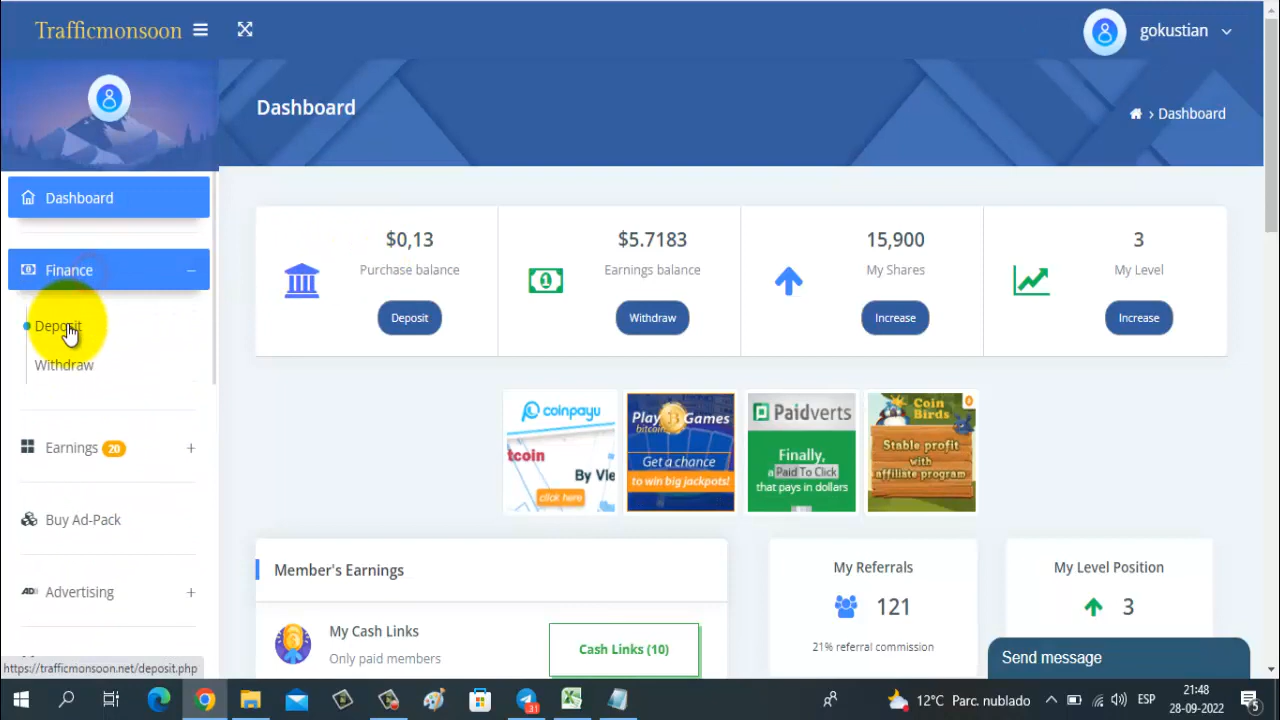 Trafficmonsoon
gokustian
Dashboard
Dashboard
> Dashboard
Finance
Deposit
Withdraw
Earnings 20
Buy Ad-Pack
Advertising
$0,13
Purchase balance
Deposit
$5.7183
Earnings balance
Withdraw
15,900
My Shares
Increase
3
My Level
Increase
coinpayu
tcoin
By Vie
click here
Play B Games
bitcoin
Get a chance
to win big jackpots!
Paidverts
Finally,
a Paid To Click
that pays in dollars
Coin
Birds
0
Stable profit
with
affiliate program
Member's Earnings
My Cash Links
Only paid members
Cash Links (10)
My Referrals
121
21% referral commission
My Level Position
3
Send message
https://trafficmonsoon.net/deposit.php
31
12°C Parc. nublado
ESP
21:48
28-09-2022
5